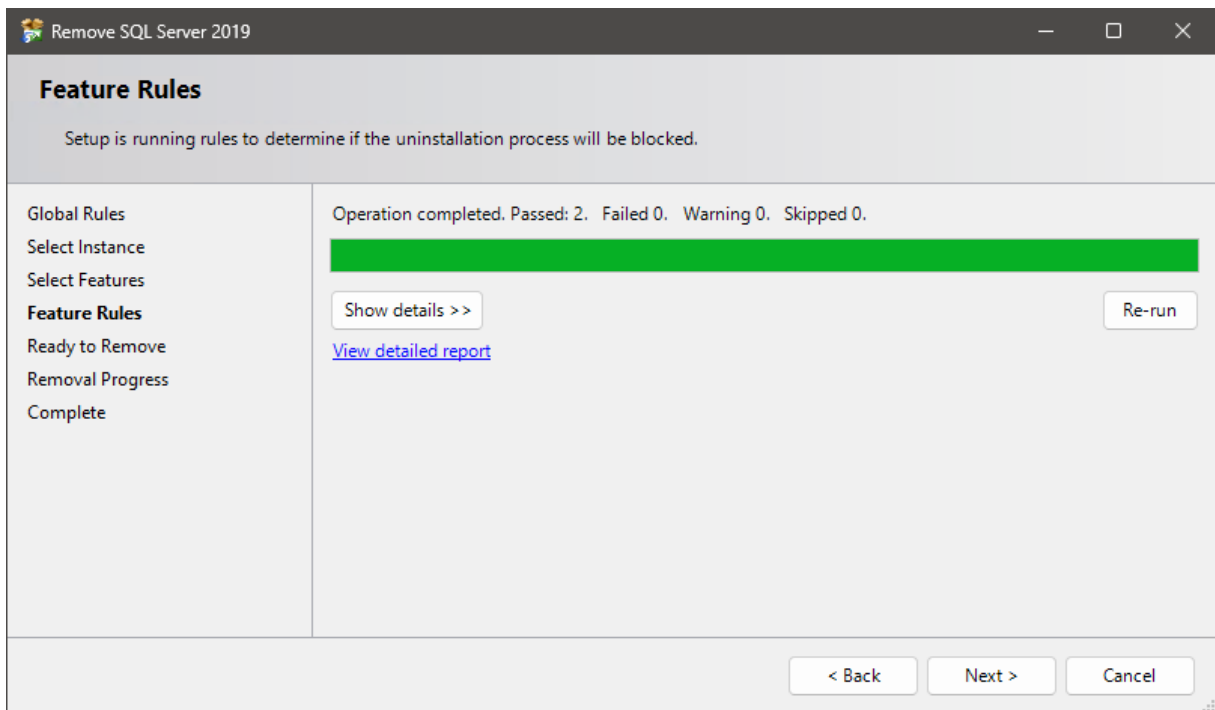 Remove SQL Server 2019
Feature Rules
Setup is running rules to determine if the uninstallation process will be blocked.
Global Rules
Select Instance
Select Features
Feature Rules
Ready to Remove
Removal Progress
Complete
Operation completed. Passed: 2. Failed 0. Warning 0. Skipped 0.
Show details >>
Re-run
View detailed report
< Back
Next >
Cancel